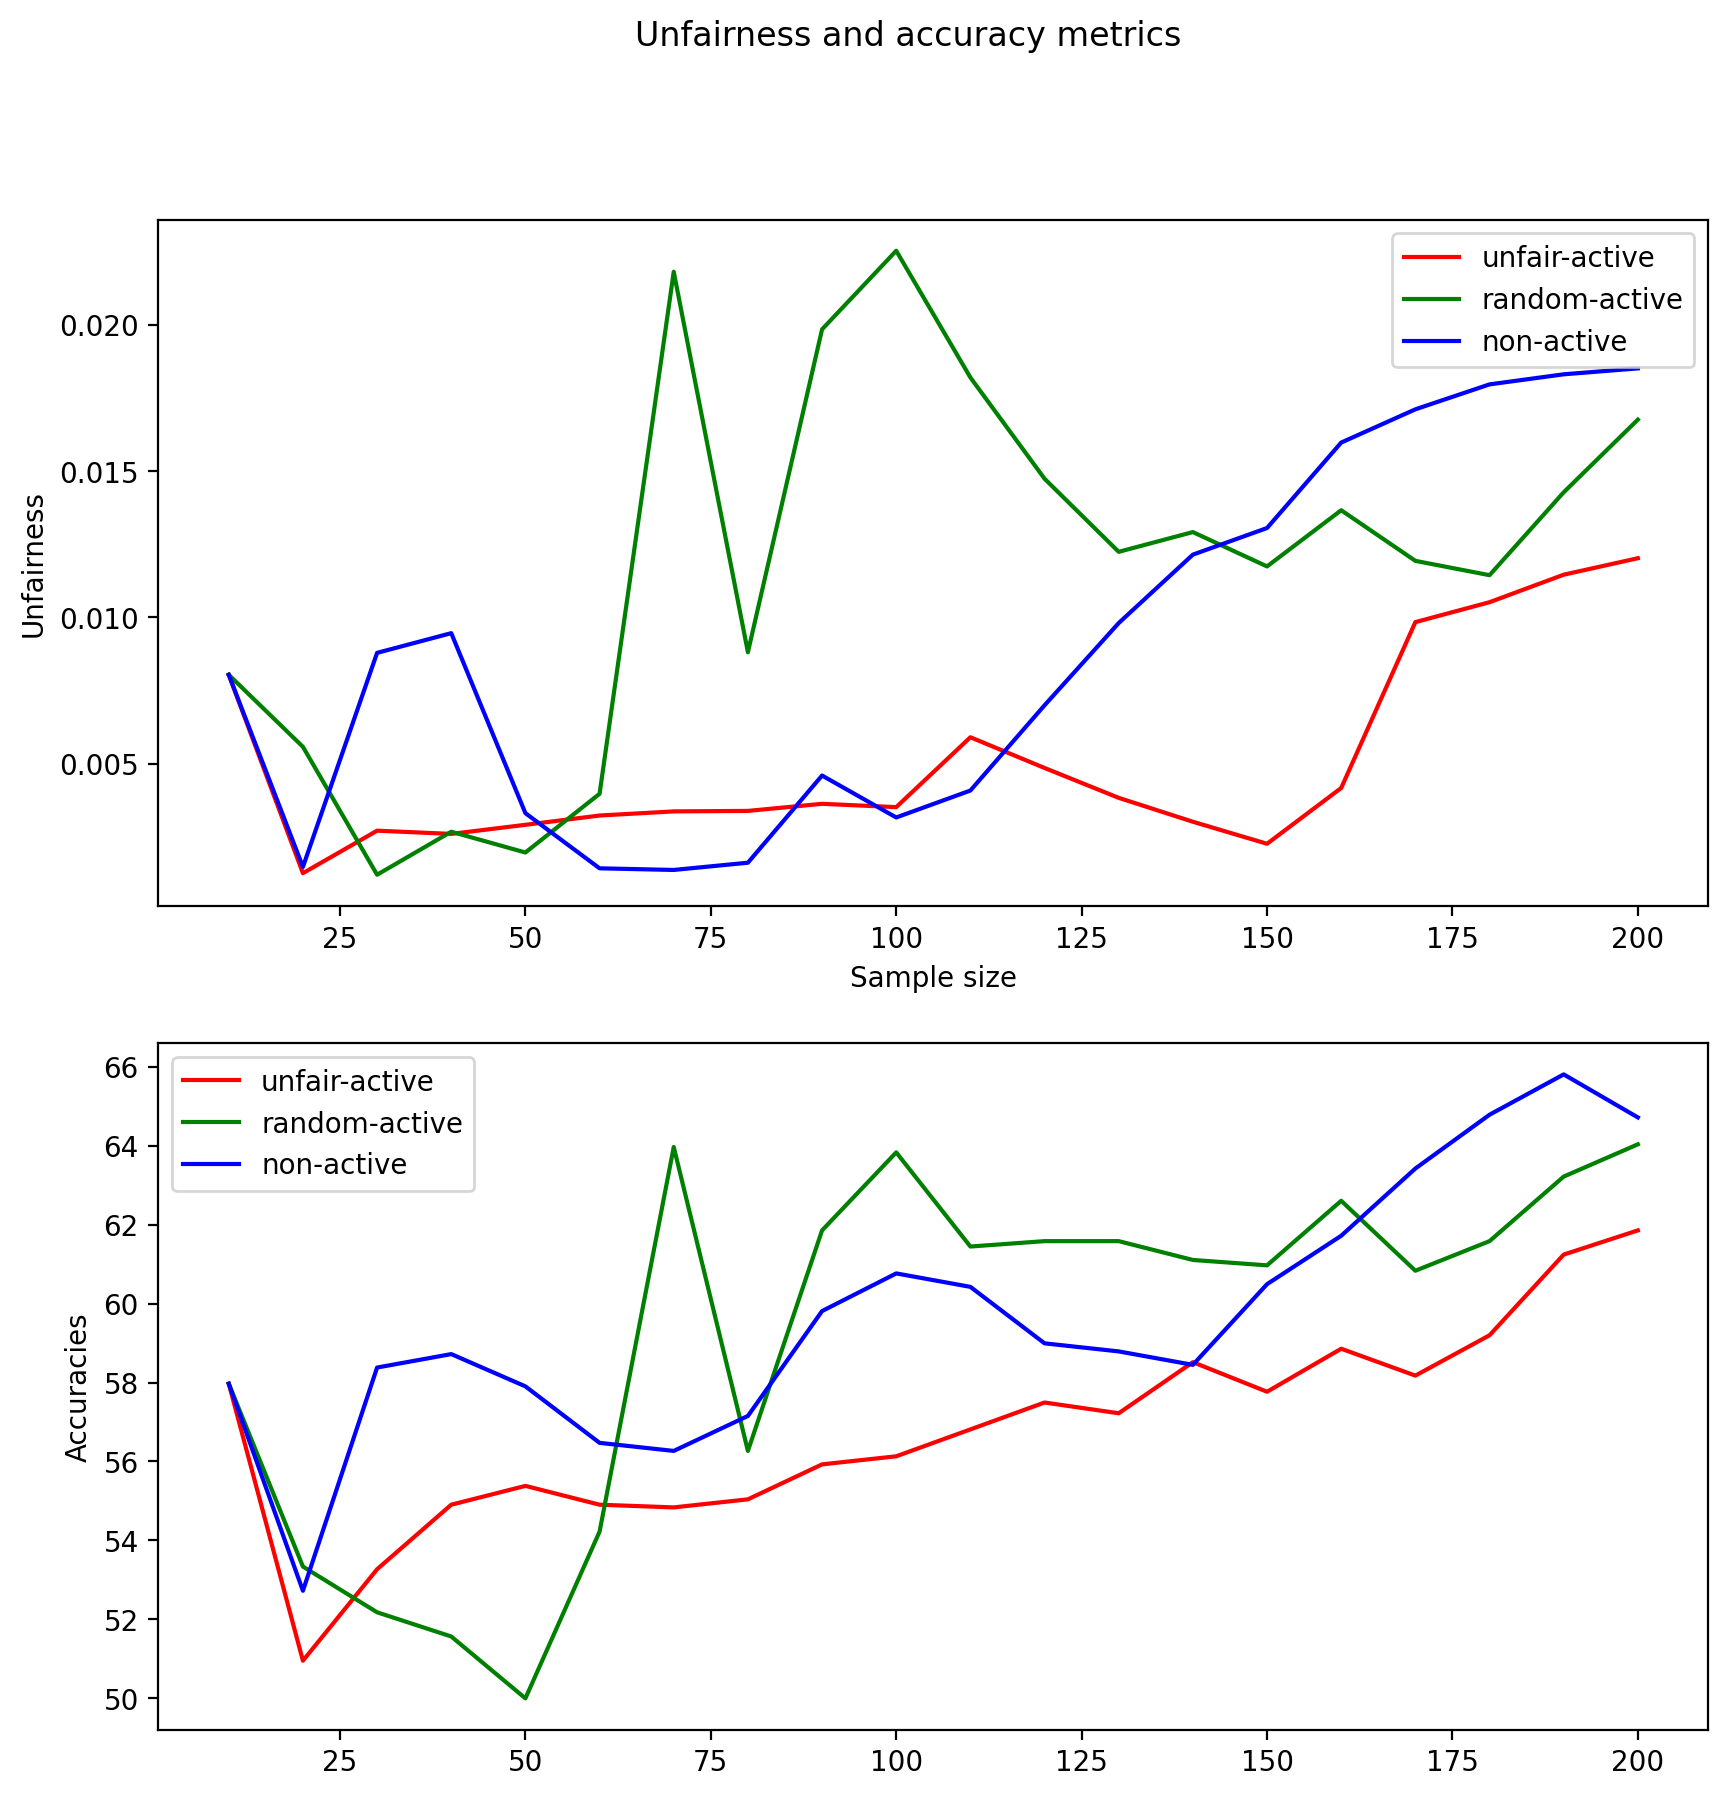 Unfairness and accuracy metrics
unfair-active
random-active
non-active
0.020
0.015
0.010
0.005
Unfairness
25 50 75 100 125 150 175 200
Sample size
unfair-active
random-active
non-active
66
64
62
60
58
56
54
52
50
Accuracies
25 50 75 100 125 150 175 200